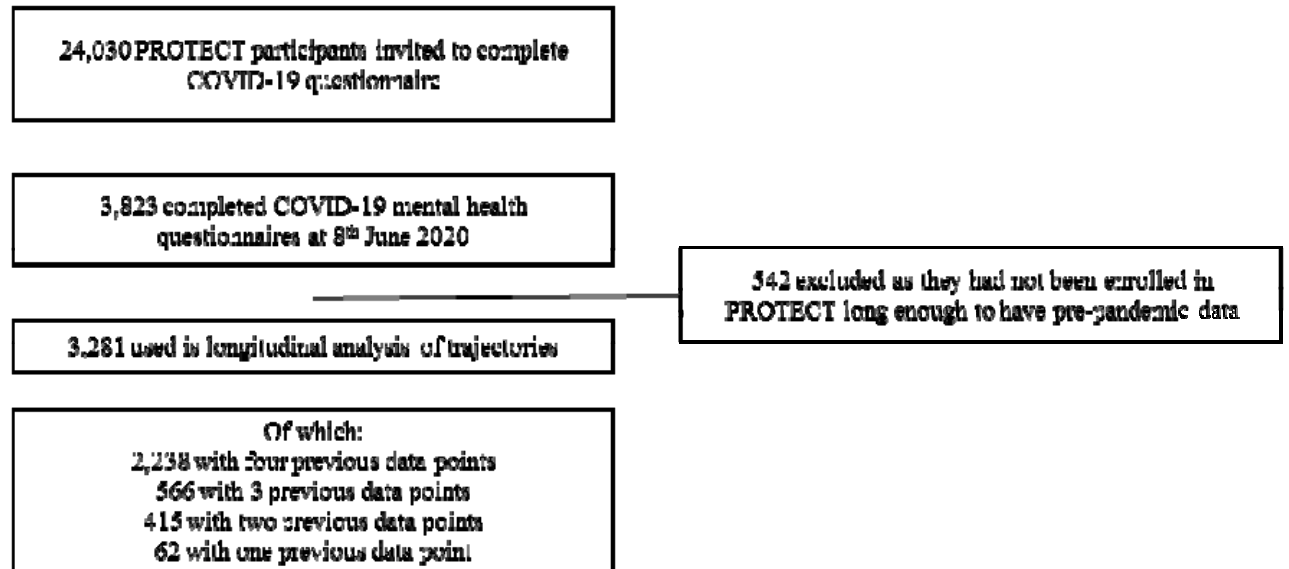 24,030 PROTECT participants invited to complete
COVID-19 questionnaire
3,823 completed COVID-19 mental health
questionnaires at 8th June 2020
542 excluded as they had not been enrolled in
PROTECT long enough to have pre-pandemic data
3,281 used is longitudinal analysis of trajectories
Of which:
2,238 with four previous data points
566 with 3 previous data points
415 with two previous data points
62 with one previous data point